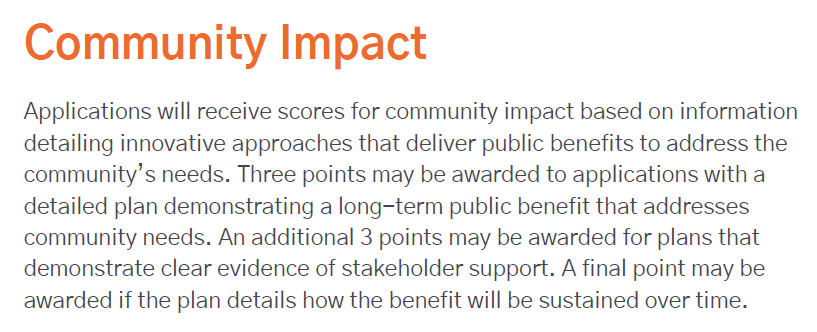 Community Impact
Applications will receive scores for community impact based on information
detailing innovative approaches that deliver public benefits to address the
community’s needs. Three points may be awarded to applications with a
detailed plan demonstrating a long-term public benefit that addresses
community needs. An additional 3 points may be awarded for plans that
demonstrate clear evidence of stakeholder support. A final point may be
awarded if the plan details how the benefit will be sustained over time.